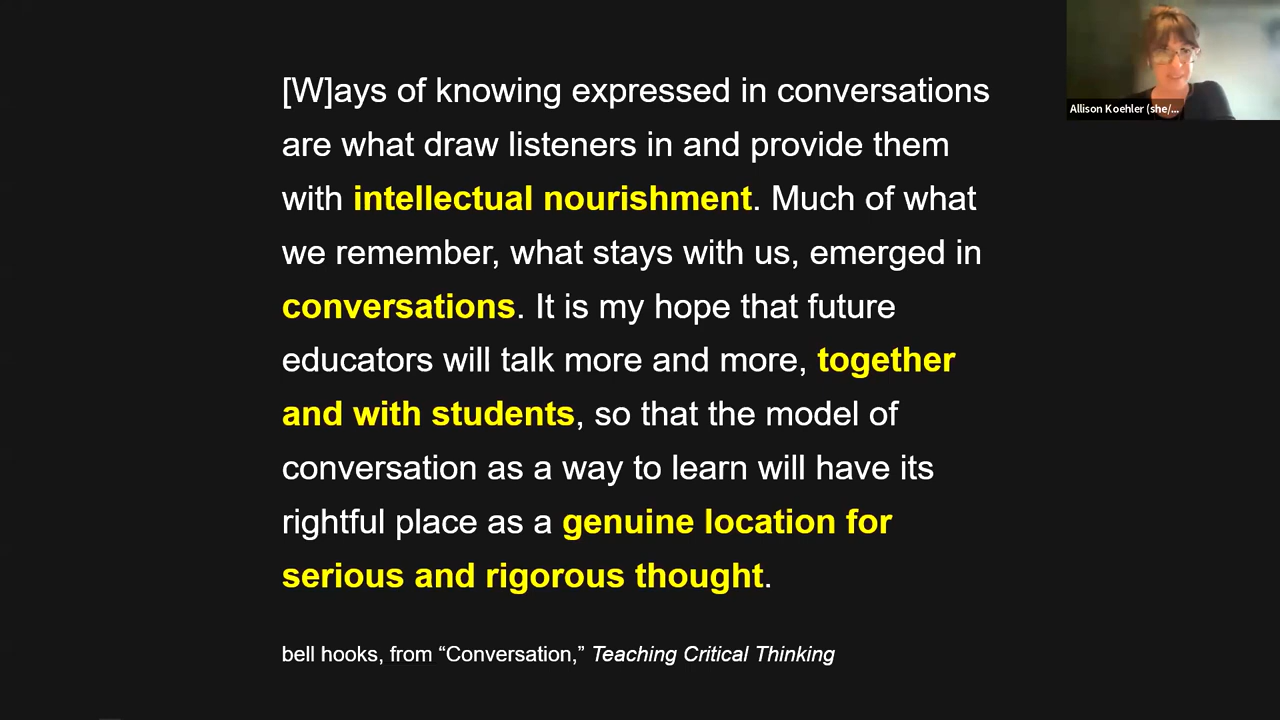 [W]ays of knowing expressed in conversations
are what draw listeners in and provide them
with intellectual nourishment. Much of what
we remember, what stays with us, emerged in
conversations. It is my hope that future
educators will talk more and more, together
and with students, so that the model of
conversation as a way to learn will have its
rightful place as a genuine location for
serious and rigorous thought.
bell hooks, from “Conversation,” Teaching Critical Thinking
Allison Koehler (she/...